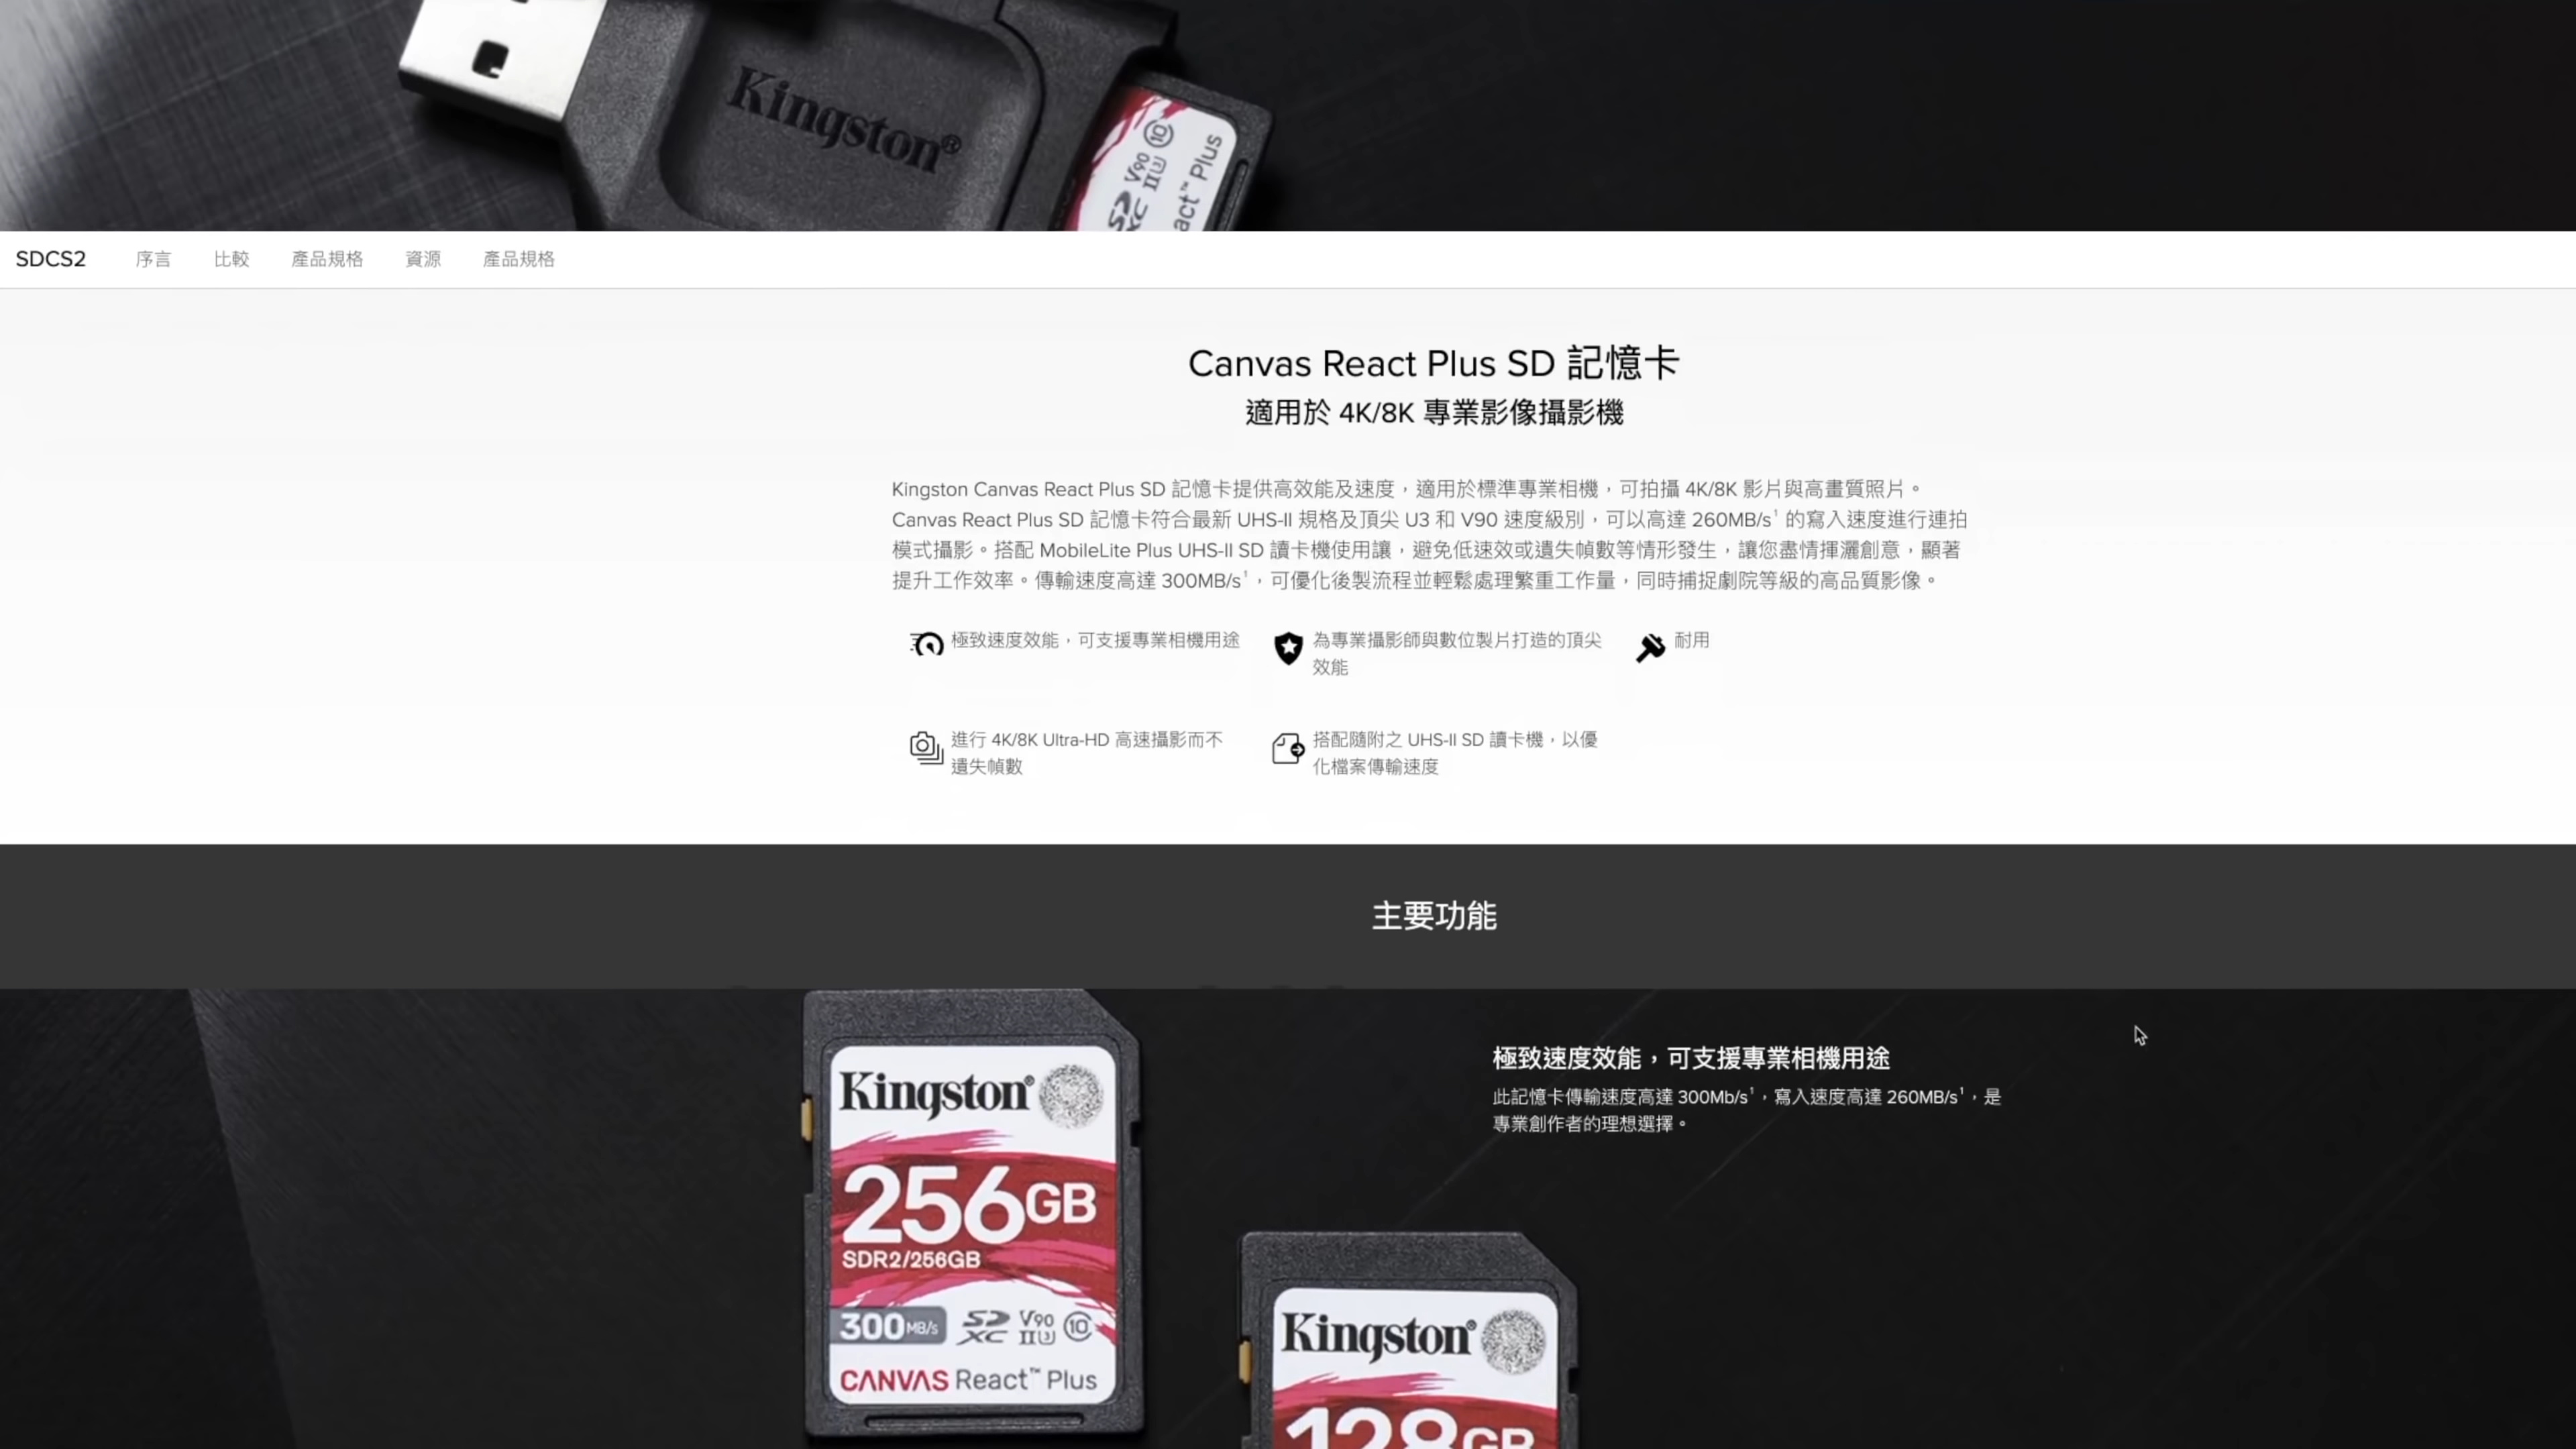 Kingston®
SDXC V90 II U3 10
act™ Plus
SDCS2 序言 比較 產品規格 資源 產品規格
Canvas React Plus SD 記憶卡
適用於 4K/8K 專業影像攝影機
Kingston Canvas React Plus SD 記憶卡提供高效能及速度，適用於標準專業相機，可拍攝 4K/8K 影片與高畫質照片。
Canvas React Plus SD 記憶卡符合最新 UHS-II 規格及頂尖 U3 和 V90 速度級別，可以高達 260MB/s¹ 的寫入速度進行連拍
模式攝影。搭配 MobileLite Plus UHS-II SD 讀卡機使用讓，避免低速效或遺失幀數等情形發生，讓您盡情揮灑創意，顯著
提升工作效率。傳輸速度高達 300MB/s¹，可優化後製流程並輕鬆處理繁重工作量，同時捕捉劇院等級的高品質影像。
極致速度效能，可支援專業相機用途
為專業攝影師與數位製片打造的頂尖
效能
耐用
進行 4K/8K Ultra-HD 高速攝影而不
遺失幀數
搭配隨附之 UHS-II SD 讀卡機，以優
化檔案傳輸速度
主要功能
極致速度效能，可支援專業相機用途
此記憶卡傳輸速度高達 300Mb/s¹，寫入速度高達 260MB/s¹，是
專業創作者的理想選擇。
Kingston®
256GB
SDR2/256GB
300MB/s SDXC V90 II U3 10
CANVAS React™ Plus
Kingston®
128GB